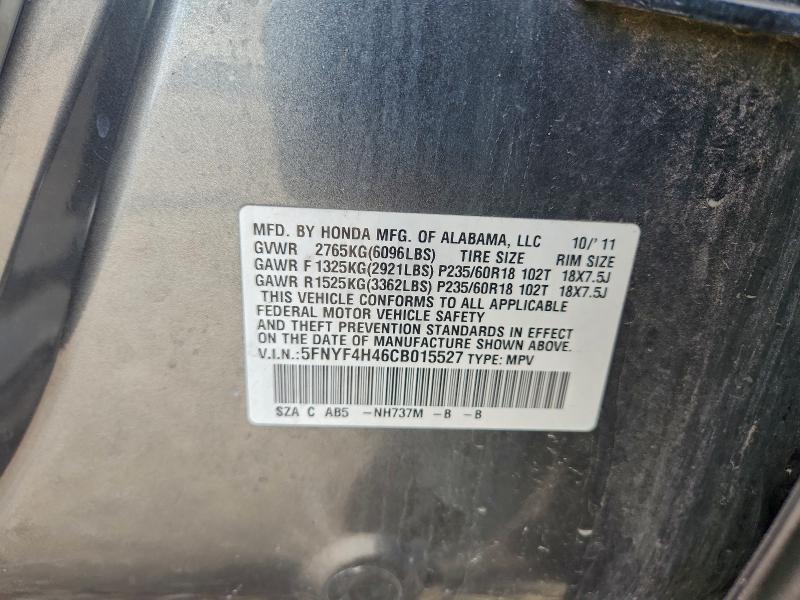 MFD. BY HONDA MFG. OF ALABAMA, LLC 10/'11
GVWR 2765KG(6096LBS) TIRE SIZE RIM SIZE
GAWR F 1325KG(2921LBS) P235/60R18 102T 18X7.5J
GAWR R1525KG(3362LBS) P235/60R18 102T 18X7.5J
THIS VEHICLE CONFORMS TO ALL APPLICABLE
FEDERAL MOTOR VEHICLE SAFETY
AND THEFT PREVENTION STANDARDS IN EFFECT
ON THE DATE OF MANUFACTURE SHOWN ABOVE.
V.I.N.:5FNYF4H46CB015527 TYPE: MPV
SZA C AB5 -NH737M -B -B